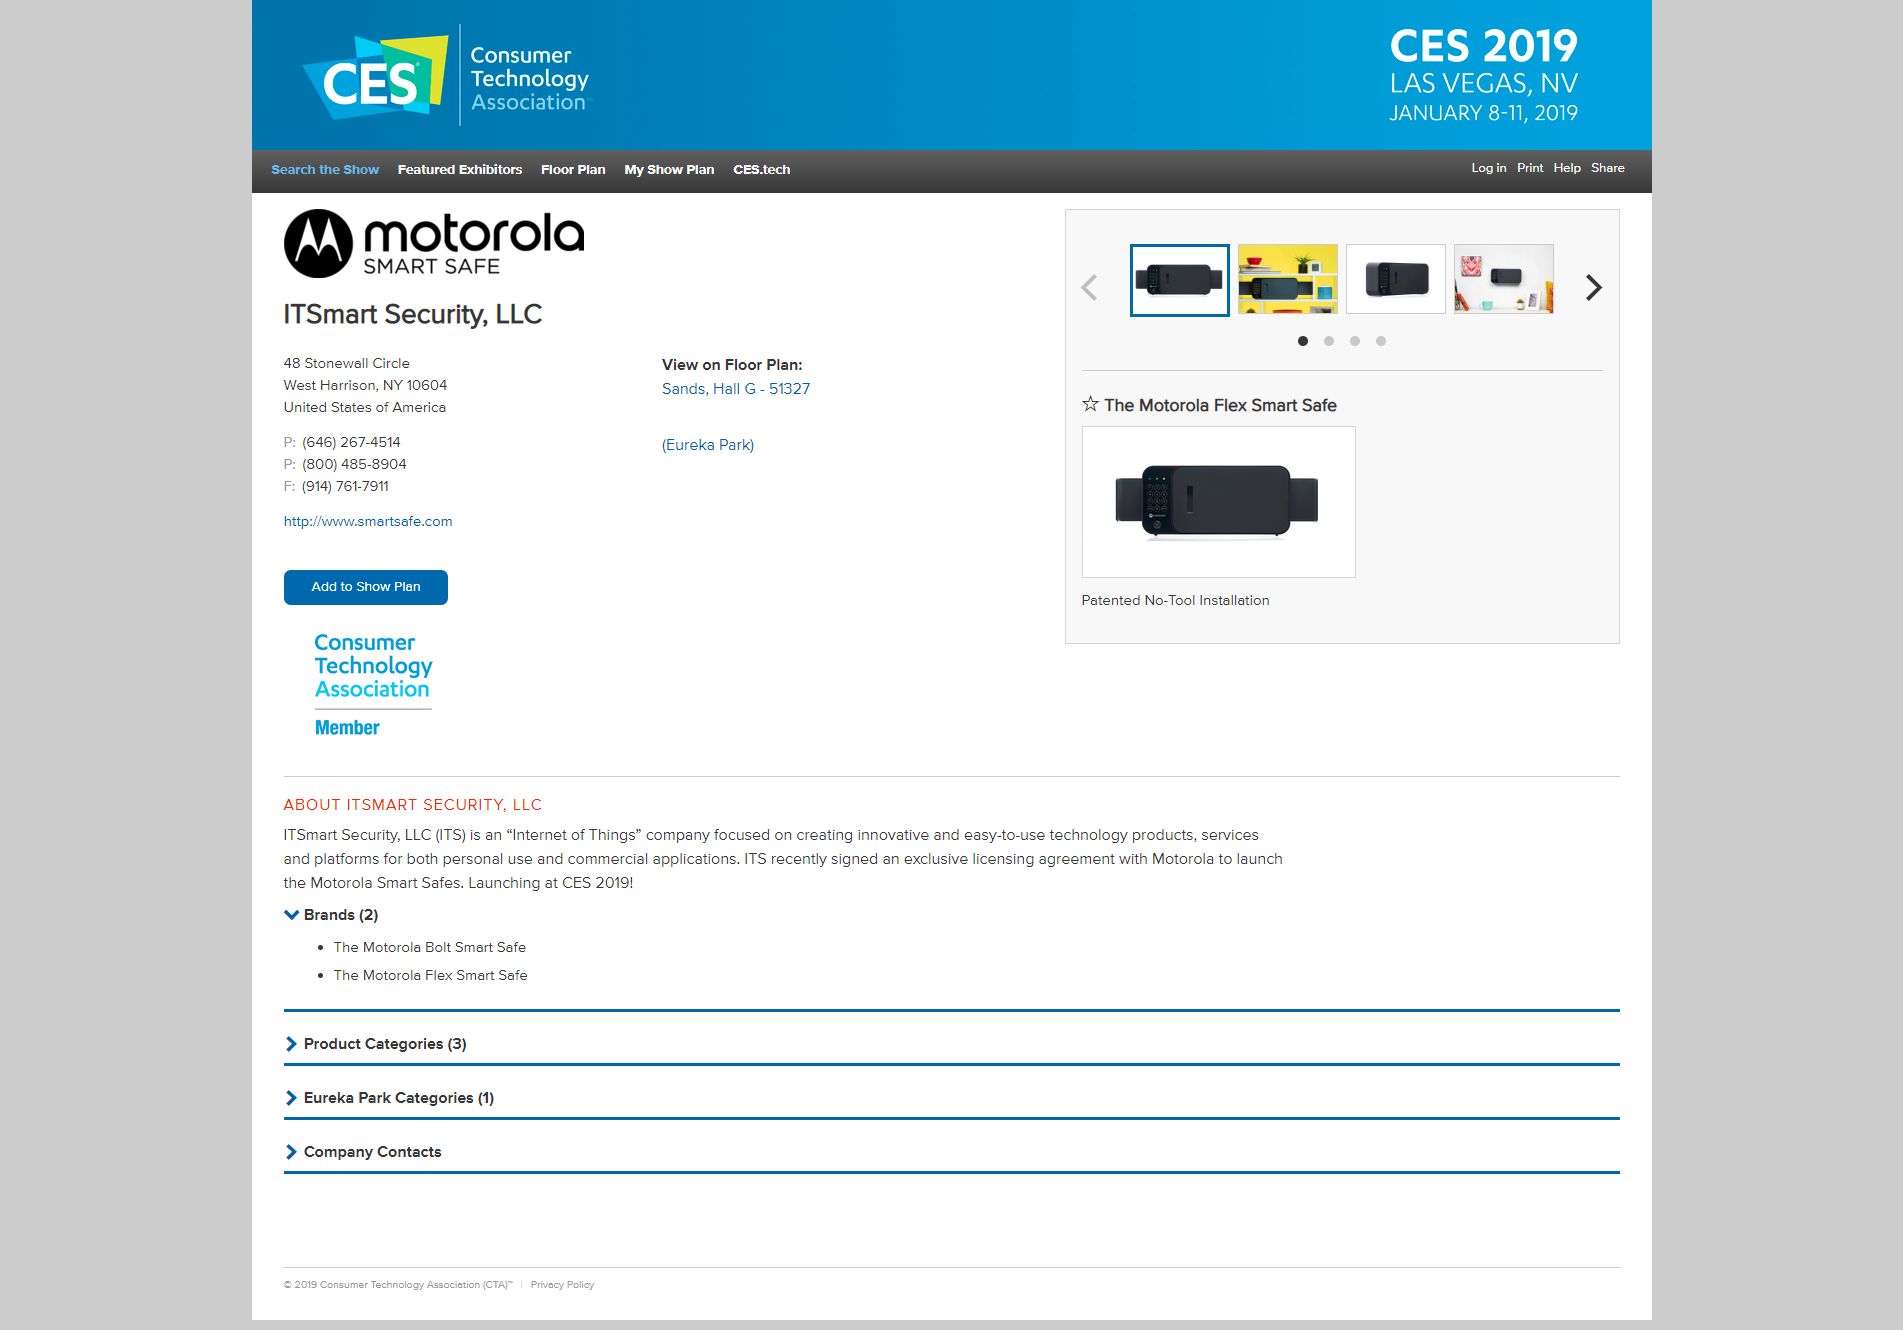 CES
Consumer
Technology
Association™
CES 2019
LAS VEGAS, NV
JANUARY 8-11, 2019
Search the Show Featured Exhibitors Floor Plan My Show Plan CES.tech
Log in Print Help Share
motorola
SMART SAFE
ITSmart Security, LLC
48 Stonewall Circle
West Harrison, NY 10604
United States of America
P: (646) 267-4514
P: (800) 485-8904
F: (914) 761-7911
http://www.smartsafe.com
View on Floor Plan:
Sands, Hall G - 51327
(Eureka Park)
Add to Show Plan
Consumer
Technology
Association
Member
The Motorola Flex Smart Safe
Patented No-Tool Installation
ABOUT ITSMART SECURITY, LLC
ITSmart Security, LLC (ITS) is an “Internet of Things” company focused on creating innovative and easy-to-use technology products, services
and platforms for both personal use and commercial applications. ITS recently signed an exclusive licensing agreement with Motorola to launch
the Motorola Smart Safes. Launching at CES 2019!
Brands (2)
• The Motorola Bolt Smart Safe
• The Motorola Flex Smart Safe
Product Categories (3)
Eureka Park Categories (1)
Company Contacts
© 2019 Consumer Technology Association (CTA)™ | Privacy Policy